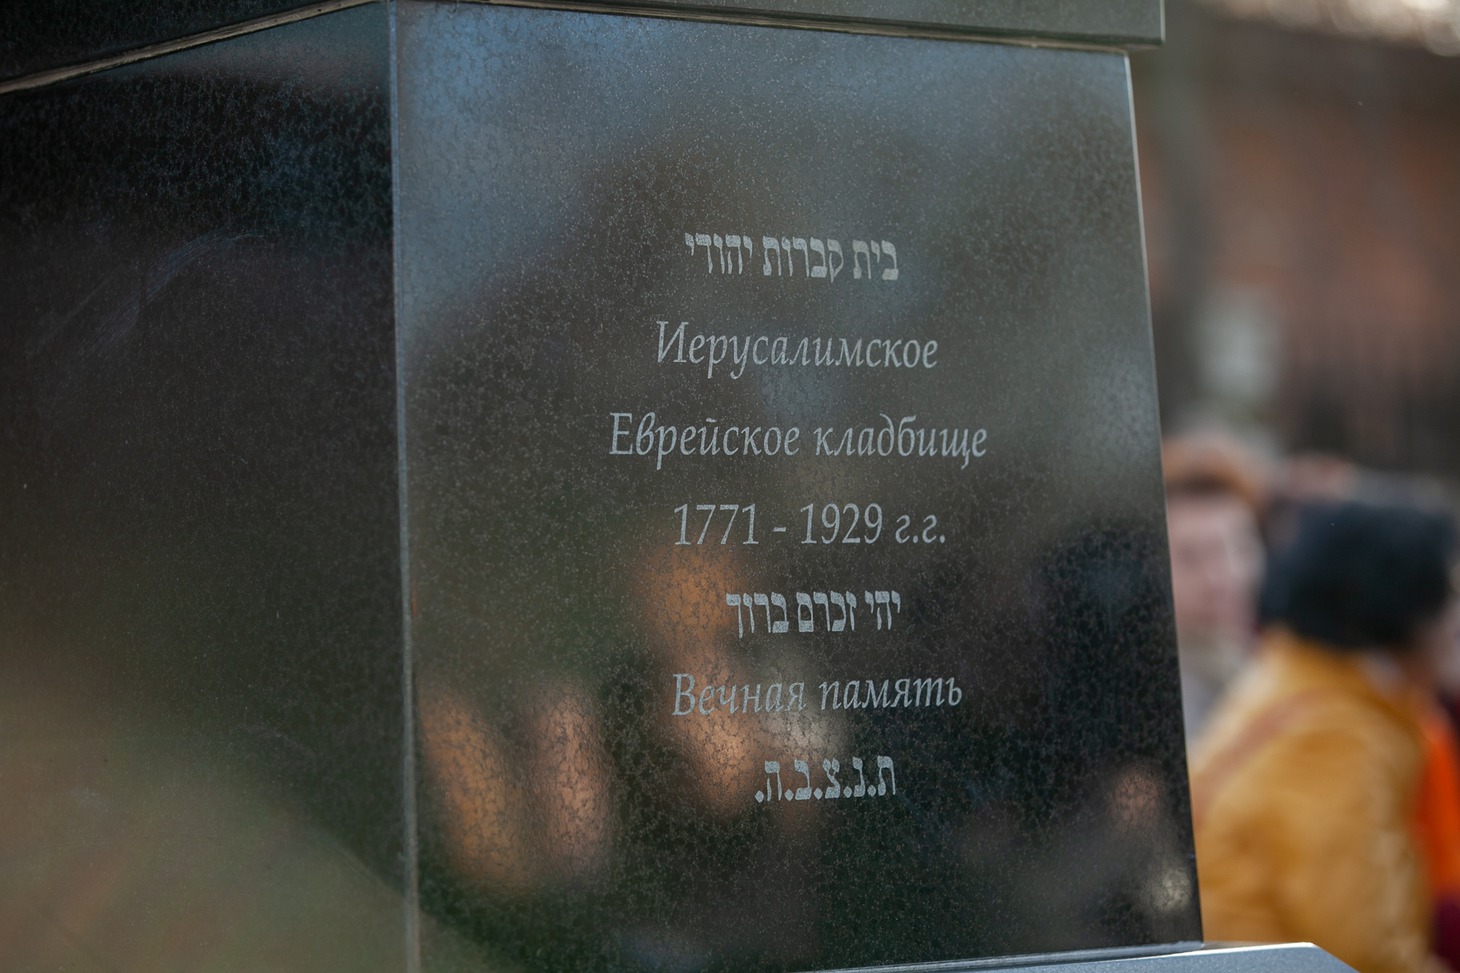 בית קברות יהודי
Иерусалимское
Еврейское кладбище
1771 - 1929 г.г.
יהי זכרם ברוך
Вечная память
ת.נ.צ.ב.ה.